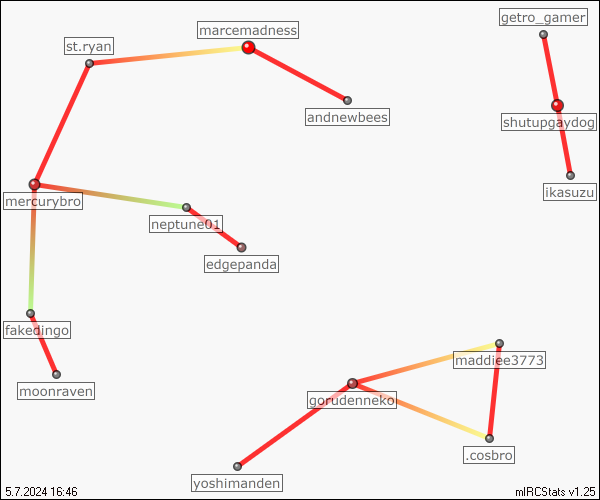 getro_gamer
marcemadness
st.ryan
andnewbees
shutupgaydog
ikasuzu
mercurybro
neptune01
edgepanda
fakedingo
maddiee3773
moonraven
gorudenneko
.cosbro
yoshimanden
5.7.2024 16:46
mIRCStats v1.25